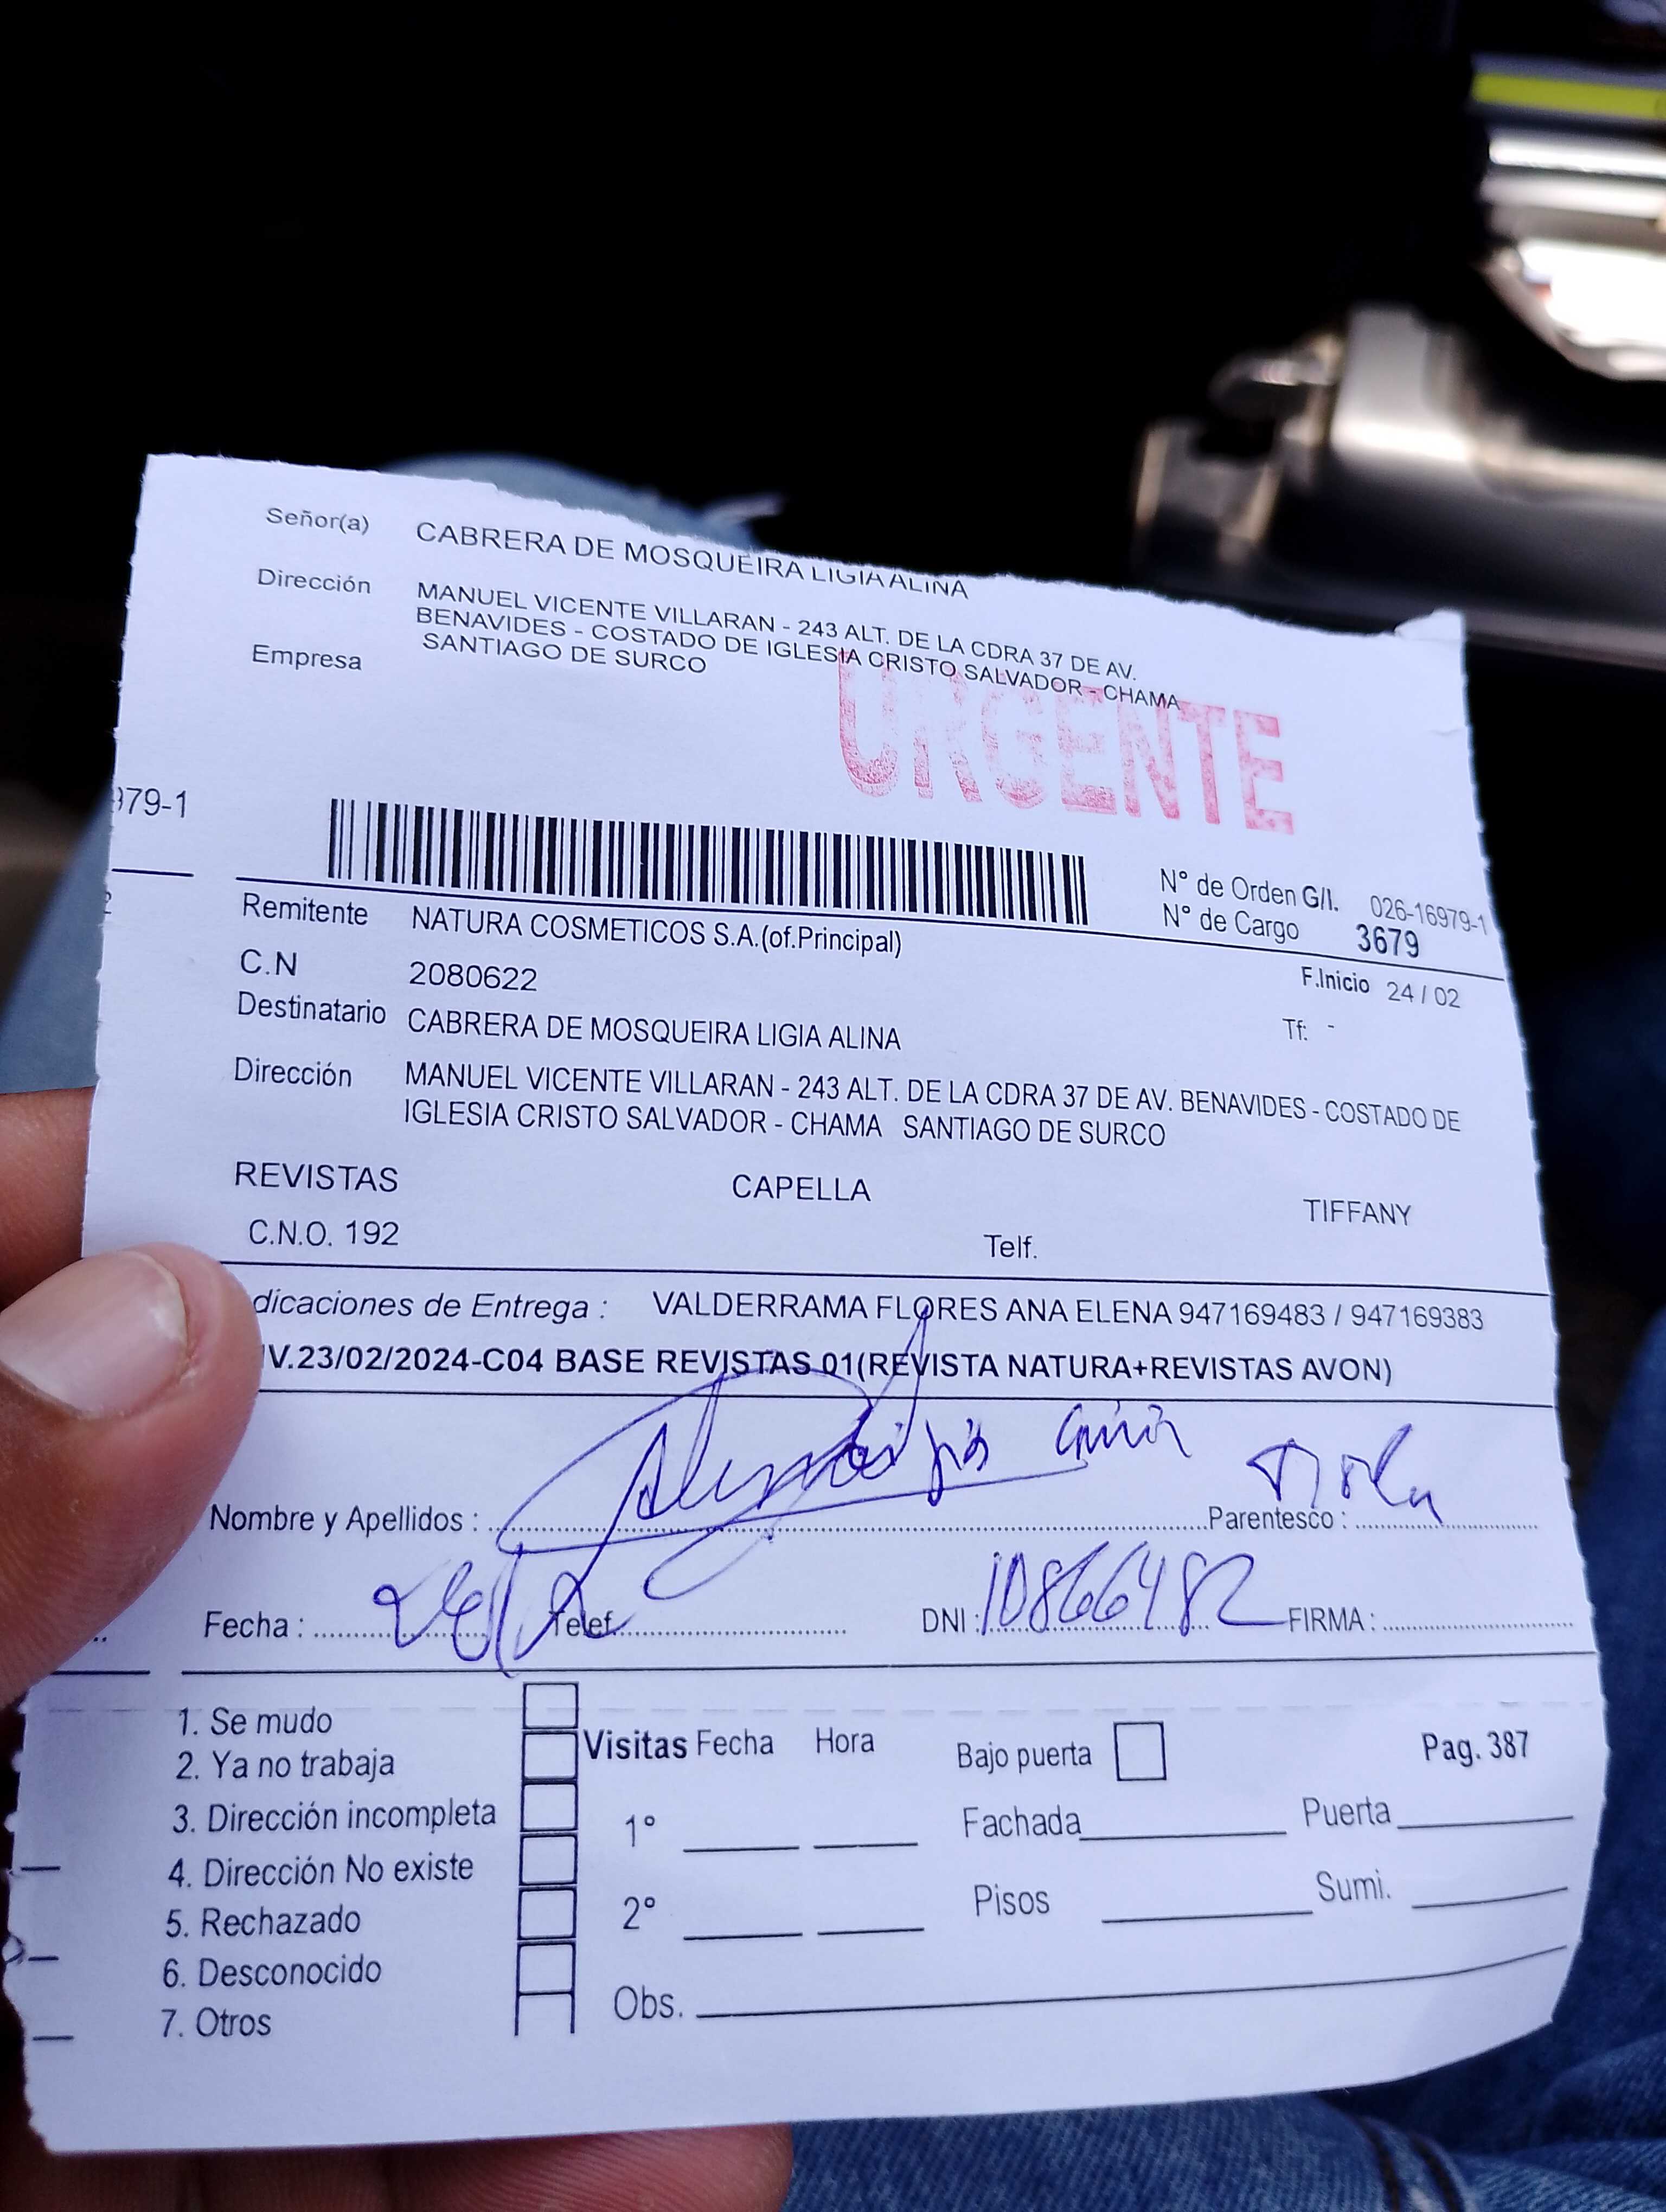 Señor(a) CABRERA DE MOSQUEIRA LIGIA ALINA
Dirección MANUEL VICENTE VILLARAN - 243 ALT. DE LA CDRA 37 DE AV.
BENAVIDES - COSTADO DE IGLESIA CRISTO SALVADOR - CHAMA
Empresa SANTIAGO DE SURCO
URGENTE
979-1
N° de Orden G/I. 026-16979-1
N° de Cargo 3679
Remitente NATURA COSMETICOS S.A.(of.Principal)
C.N 2080622 F.Inicio 24 / 02
Destinatario CABRERA DE MOSQUEIRA LIGIA ALINA Tf: -
Dirección MANUEL VICENTE VILLARAN - 243 ALT. DE LA CDRA 37 DE AV. BENAVIDES - COSTADO DE
IGLESIA CRISTO SALVADOR - CHAMA SANTIAGO DE SURCO
REVISTAS CAPELLA TIFFANY
C.N.O. 192 Telf.
dicaciones de Entrega : VALDERRAMA FLORES ANA ELENA 947169483 / 947169383
IV.23/02/2024-C04 BASE REVISTAS 01(REVISTA NATURA+REVISTAS AVON)
Nombre y Apellidos : Parentesco :
Fecha : Telef. DNI : 10866482 FIRMA :
1. Se mudo
2. Ya no trabaja
3. Dirección incompleta
4. Dirección No existe
5. Rechazado
6. Desconocido
7. Otros
Visitas Fecha Hora Bajo puerta Pag. 387
1° Fachada Puerta
2° Pisos Sumi.
Obs.